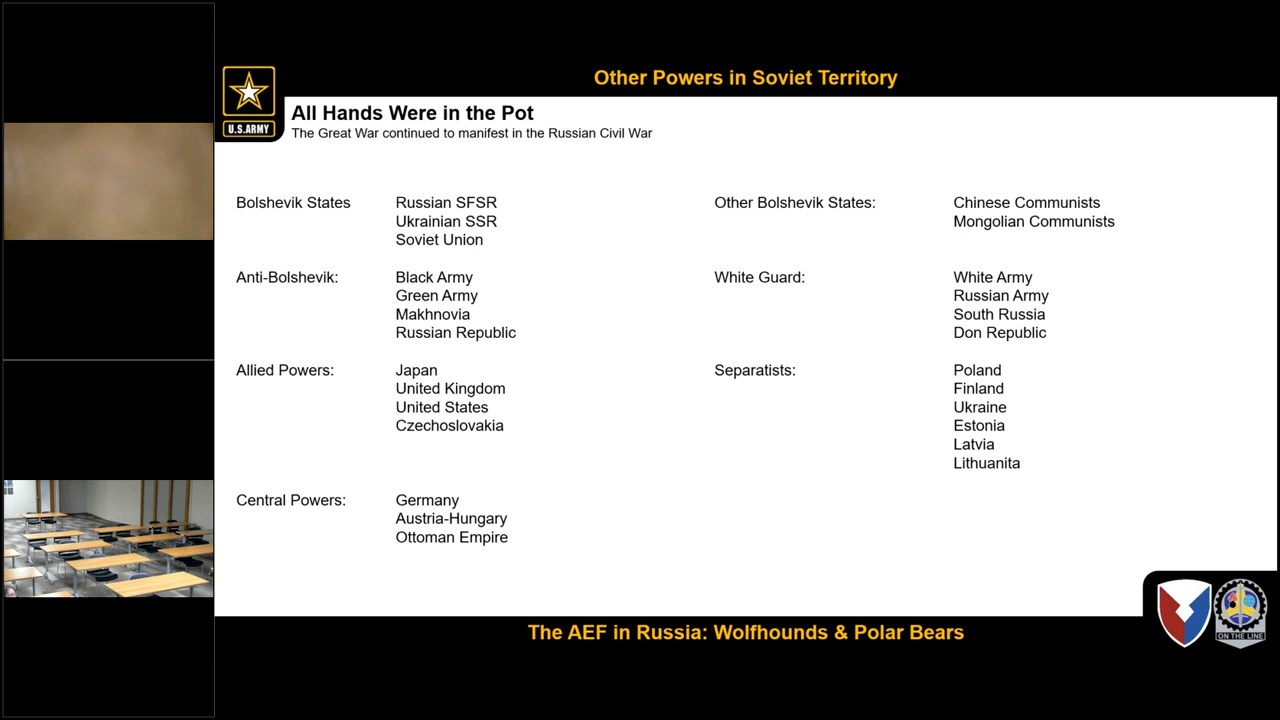 Other Powers in Soviet Territory
U.S.ARMY
All Hands Were in the Pot
The Great War continued to manifest in the Russian Civil War
Bolshevik States
Russian SFSR
Ukrainian SSR
Soviet Union
Other Bolshevik States:
Chinese Communists
Mongolian Communists
Anti-Bolshevik:
Black Army
Green Army
Makhnovia
Russian Republic
White Guard:
White Army
Russian Army
South Russia
Don Republic
Allied Powers:
Japan
United Kingdom
United States
Czechoslovakia
Separatists:
Poland
Finland
Ukraine
Estonia
Latvia
Lithuanita
Central Powers:
Germany
Austria-Hungary
Ottoman Empire
ON THE LINE
The AEF in Russia: Wolfhounds & Polar Bears